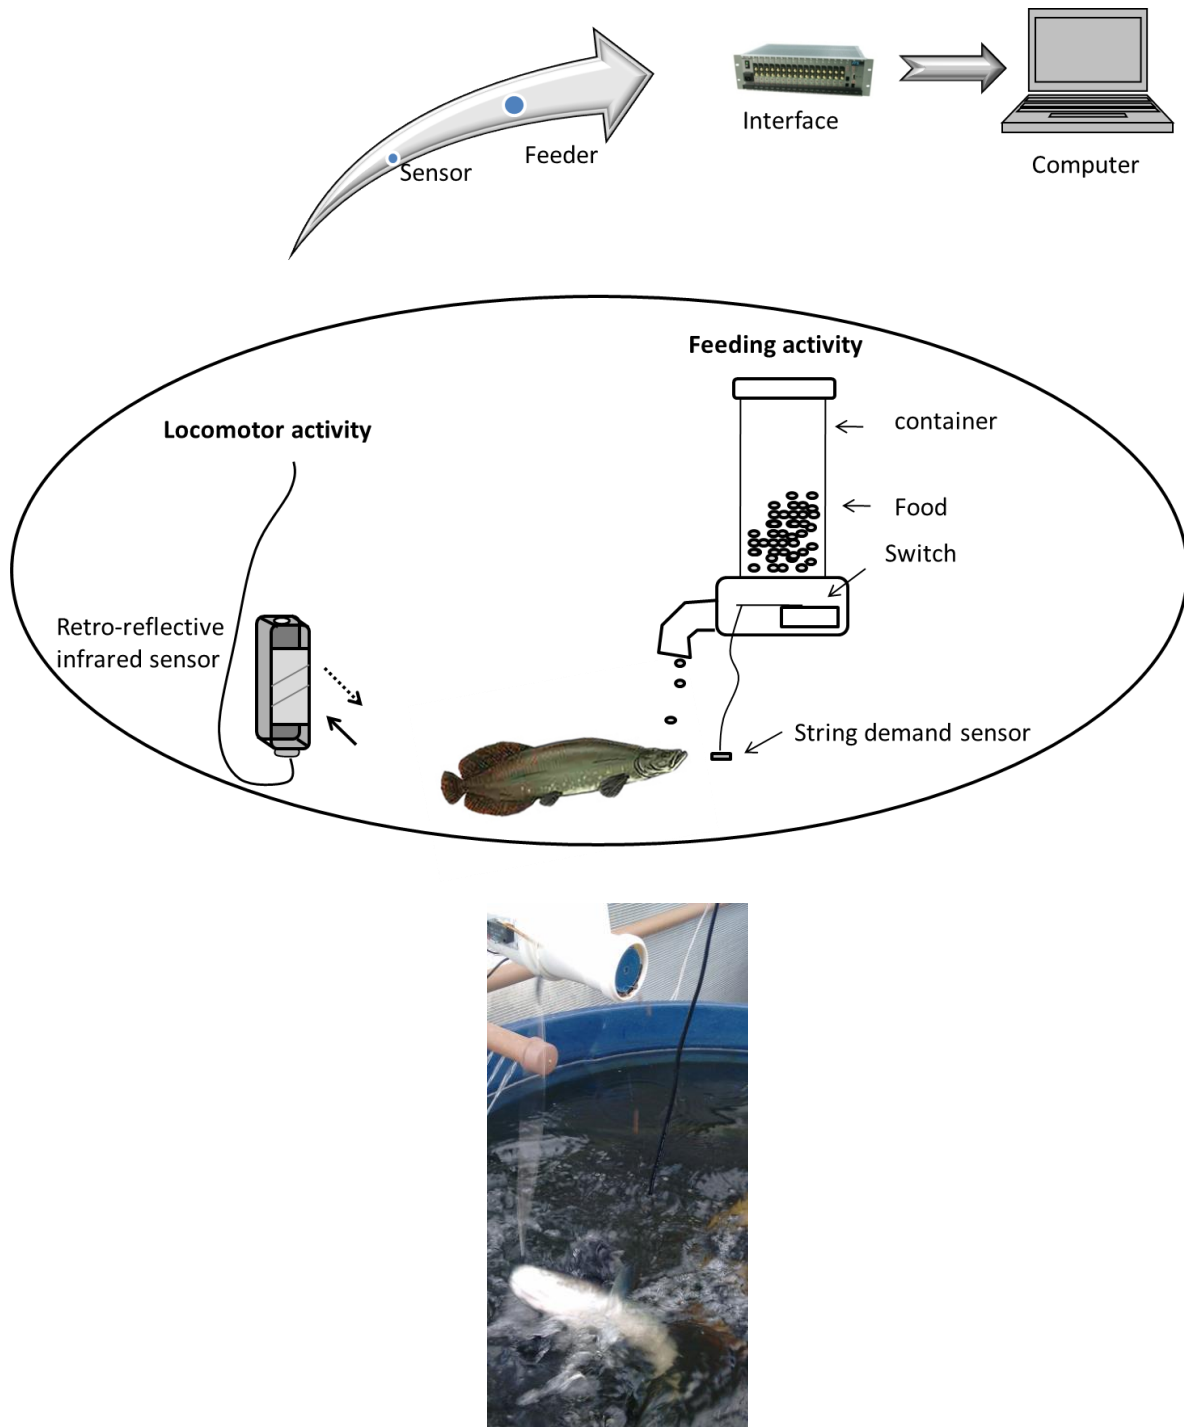 Interface
Feeder
Sensor
Computer
Feeding activity
container
Locomotor activity
Food
Switch
Retro-reflective
infrared sensor
String demand sensor